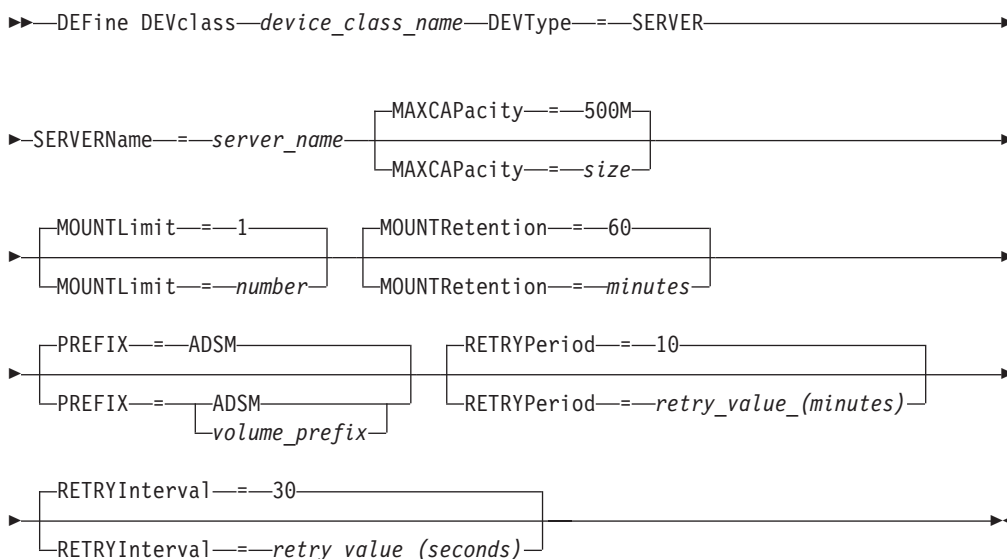 DEFine DEVclass device_class_name DEVType = SERVER
MAXCAPacity = 500M
SERVERName = server_name
MAXCAPacity = size
MOUNTLimit = 1 MOUNTRetention = 60
MOUNTLimit = number MOUNTRetention = minutes
PREFIX = ADSM RETRYPeriod = 10
PREFIX = ADSM RETRYPeriod = retry_value_(minutes)
volume_prefix
RETRYInterval = 30
RETRYInterval = retry_value_(seconds)